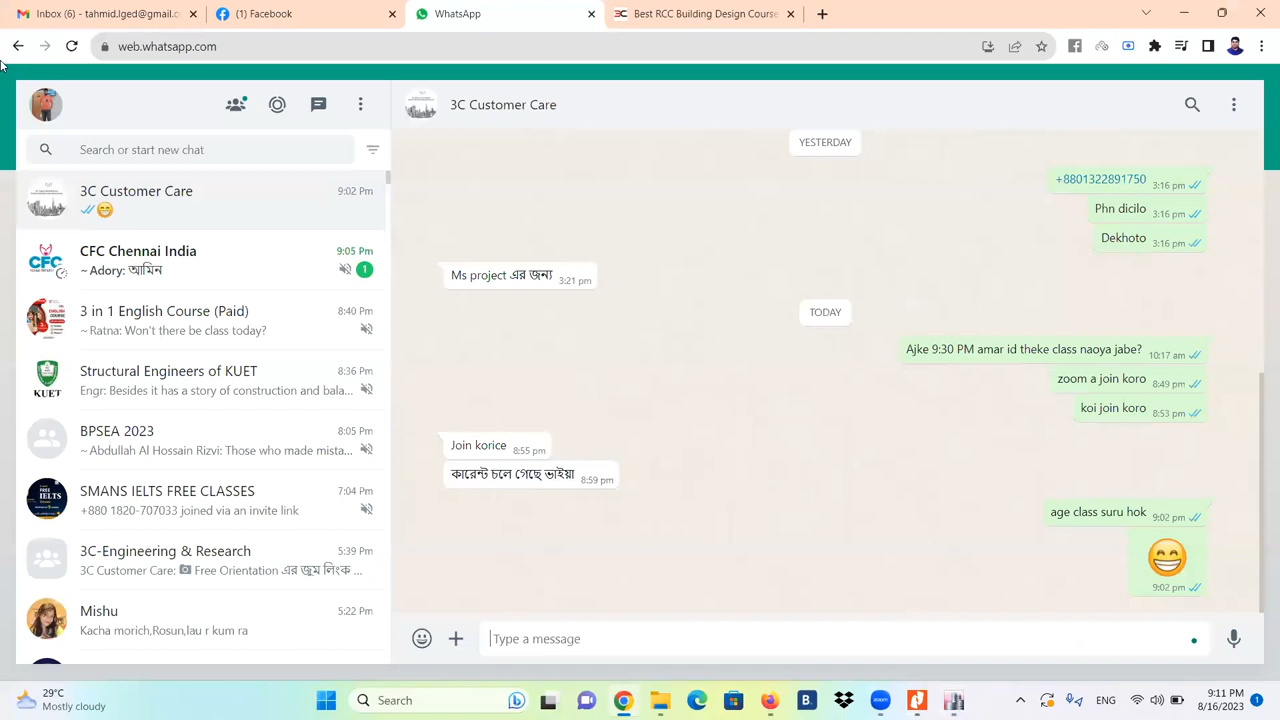 Inbox (6) - tahmid.lged@gmail.c
(1) Facebook
WhatsApp
Best RCC Building Design Course
web.whatsapp.com
3C Customer Care
Search or start new chat
3C Customer Care 9:02 Pm
CFC Chennai India 9:05 Pm
~ Adory: আমিন 1
3 in 1 English Course (Paid) 8:40 Pm
~ Ratna: Won't there be class today?
Structural Engineers of KUET 8:36 Pm
Engr: Besides it has a story of construction and bala...
BPSEA 2023 8:05 Pm
~ Abdullah Al Hossain Rizvi: Those who made mista...
SMANS IELTS FREE CLASSES 7:04 Pm
+880 1820-707033 joined via an invite link
3C-Engineering & Research 5:39 Pm
3C Customer Care: Free Orientation এর জুম লিংক ...
Mishu 5:22 Pm
Kacha morich,Rosun,lau r kum ra
YESTERDAY
+8801322891750 3:16 pm
Phn dicilo 3:16 pm
Dekhoto 3:16 pm
Ms project এর জন্য 3:21 pm
TODAY
Ajke 9:30 PM amar id theke class naoya jabe? 10:17 am
zoom a join koro 8:49 pm
koi join koro 8:53 pm
Join korice 8:55 pm
কারেন্ট চলে গেছে ভাইয়া 8:59 pm
age class suru hok 9:02 pm
9:02 pm
Type a message
29°C
Mostly cloudy
Search
ENG
9:11 PM
8/16/2023
1